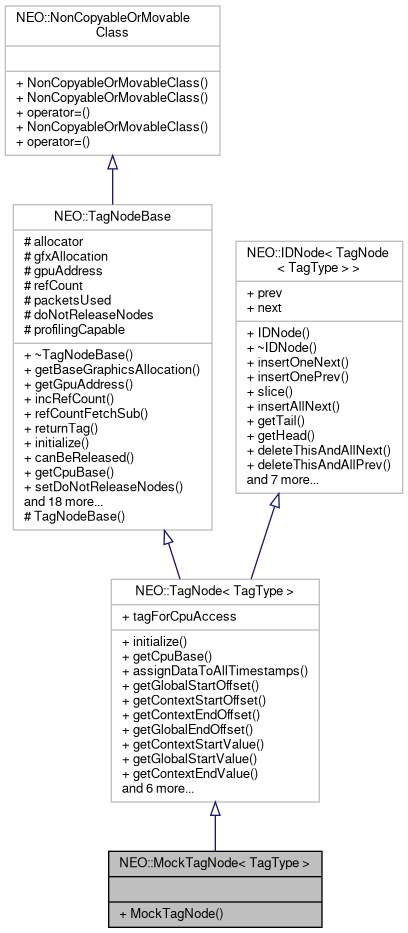 NEO::NonCopyableOrMovable
Class
+ NonCopyableOrMovableClass()
+ NonCopyableOrMovableClass()
+ operator=()
+ NonCopyableOrMovableClass()
+ operator=()
NEO::TagNodeBase
# allocator
# gfxAllocation
# gpuAddress
# refCount
# packetsUsed
# doNotReleaseNodes
# profilingCapable
+ ~TagNodeBase()
+ getBaseGraphicsAllocation()
+ getGpuAddress()
+ incRefCount()
+ refCountFetchSub()
+ returnTag()
+ initialize()
+ canBeReleased()
+ getCpuBase()
+ setDoNotReleaseNodes()
and 18 more...
# TagNodeBase()
NEO::IDNode< TagNode
< TagType > >
+ prev
+ next
+ IDNode()
+ ~IDNode()
+ insertOneNext()
+ insertOnePrev()
+ slice()
+ insertAllNext()
+ getTail()
+ getHead()
+ deleteThisAndAllNext()
+ deleteThisAndAllPrev()
and 7 more...
NEO::TagNode< TagType >
+ tagForCpuAccess
+ initialize()
+ getCpuBase()
+ assignDataToAllTimestamps()
+ getGlobalStartOffset()
+ getContextStartOffset()
+ getContextEndOffset()
+ getGlobalEndOffset()
+ getContextStartValue()
+ getGlobalStartValue()
+ getContextEndValue()
and 6 more...
NEO::MockTagNode< TagType >
+ MockTagNode()